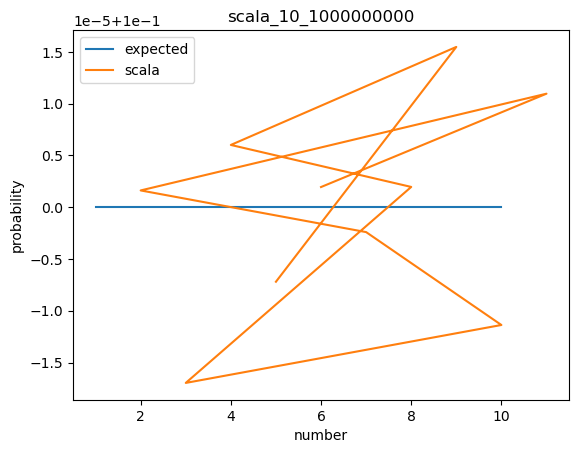 scala_10_1000000000
1e-5+1e-1
expected
scala
1.5
1.0
0.5
0.0
−0.5
−1.0
−1.5
probability
2 4 6 8 10
number